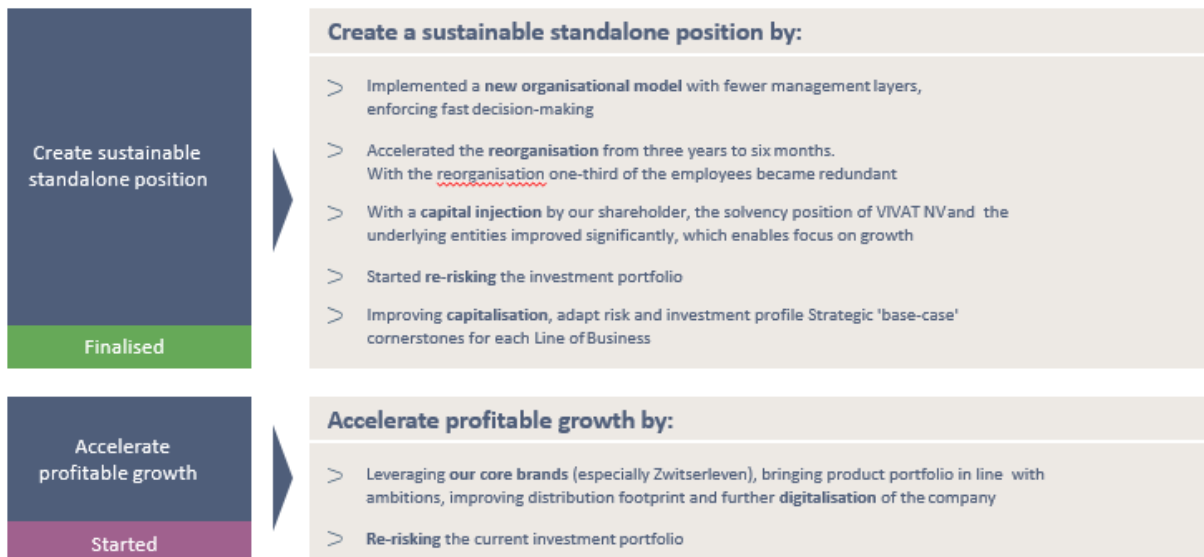 Create sustainable
standalone position
Finalised
Create a sustainable standalone position by:
Implemented a new organisational model with fewer management layers,
enforcing fast decision-making
Accelerated the reorganisation from three years to six months.
With the reorganisation one-third of the employees became redundant
With a capital injection by our shareholder, the solvency position of VIVAT NV and the
underlying entities improved significantly, which enables focus on growth
Started re-risking the investment portfolio
Improving capitalisation, adapt risk and investment profile Strategic 'base-case'
cornerstones for each Line of Business
Accelerate
profitable growth
Started
Accelerate profitable growth by:
Leveraging our core brands (especially Zwitserleven), bringing product portfolio in line with
ambitions, improving distribution footprint and further digitalisation of the company
Re-risking the current investment portfolio